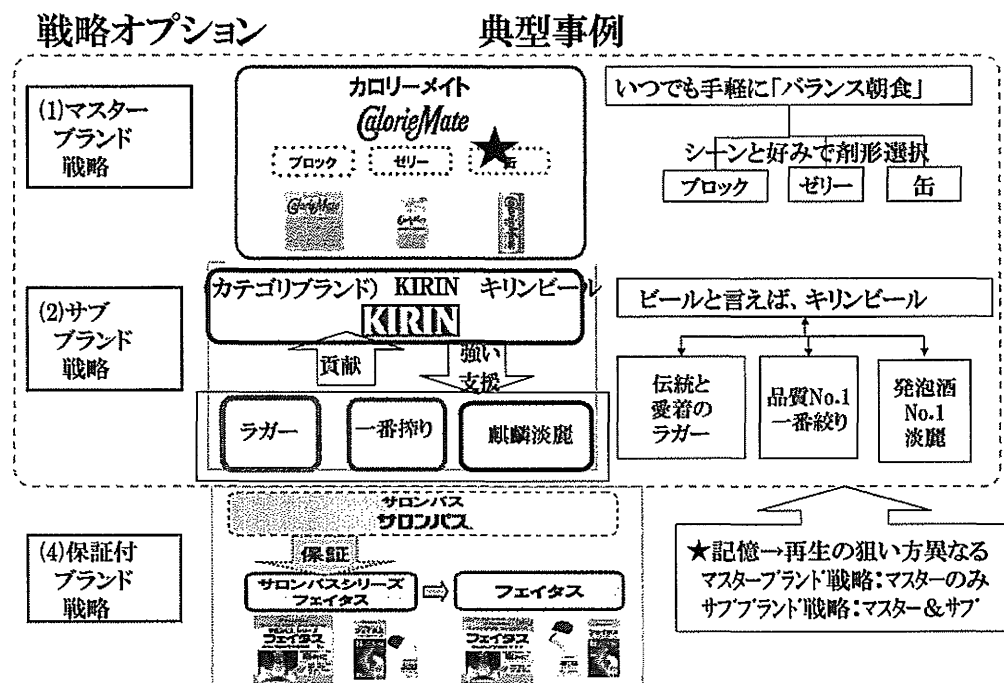 戦略オプション
典型事例
(1)マスター
ブランド
戦略
カロリーメイト
CalorieMate
ブロック
ゼリー
缶
CalorieMate
いつでも手軽に「バランス朝食」
シーンと好みで剤形選択
ブロック
ゼリー
缶
(2)サブ
ブランド
戦略
カテゴリブランド） KIRIN キリンビール
KIRIN
貢献
強い
支援
ラガー
一番搾り
麒麟淡麗
ビールと言えば、キリンビール
伝統と
愛着の
ラガー
品質No.1
一番絞り
発泡酒
No.1
淡麗
(4)保証付
ブランド
戦略
サロンパス
サロンパス
保証
サロンパスシリーズ
フェイタス
フェイタス
フェイタス
フェイタス
★記憶→再生の狙い方異なる
マスターブランド戦略：マスターのみ
サブブランド戦略：マスター＆サブ